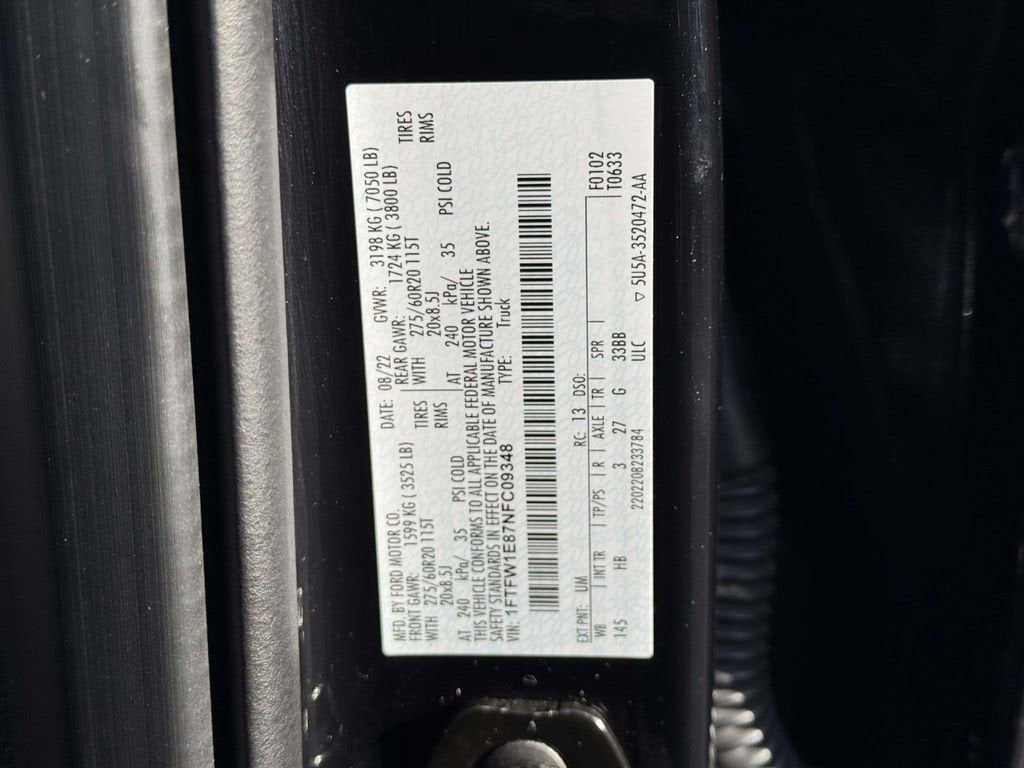 MFD. BY FORD MOTOR CO. DATE: 08/22 GVWR: 3198 KG (7050 LB)
FRONT GAWR: 1599 KG (3525 LB) REAR GAWR: 1724 KG (3800 LB)
WITH 275/60R20 115T TIRES WITH 275/60R20 115T TIRES
20x8.5J RIMS 20x8.5J RIMS
AT 240 kPa/ 35 PSI COLD AT 240 kPa/ 35 PSI COLD
THIS VEHICLE CONFORMS TO ALL APPLICABLE FEDERAL MOTOR VEHICLE
SAFETY STANDARDS IN EFFECT ON THE DATE OF MANUFACTURE SHOWN ABOVE.
VIN: 1FTFW1E87NFC09348 TYPE: Truck
EXT PNT: UM RC: 13 DSO: F0102
WB INT TR TP/PS R AXLE TR SPR T0633
145 HB 3 27 G 33BB
2202208233784 ULC ▽ 5U5A-3520472-AA